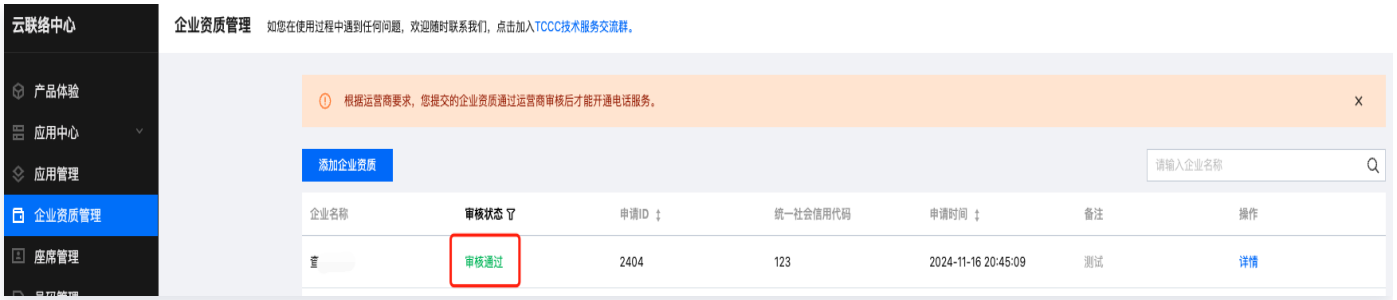 云联络中心
企业资质管理 如您在使用过程中遇到任何问题，欢迎随时联系我们，点击加入TCCC技术服务交流群。
产品体验
根据运营商要求，您提交的企业资质通过运营商审核后才能开通电话服务。
应用中心
添加企业资质 请输入企业名称
应用管理
企业资质管理
企业名称 审核状态 申请ID 统一社会信用代码 申请时间 备注 操作
座席管理
审核通过 2404 123 2024-11-16 20:45:09 测试 详情
号码管理